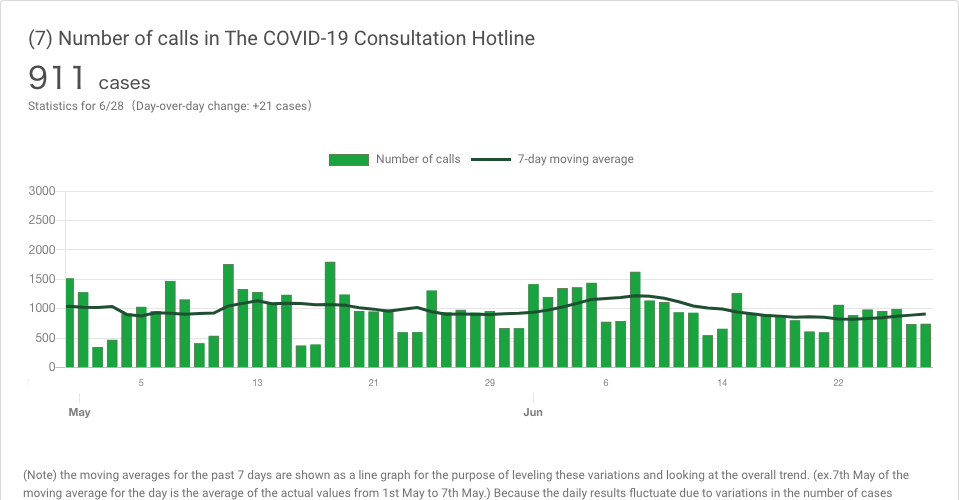 (7) Number of calls in The COVID-19 Consultation Hotline
911 cases
Statistics for 6/28 (Day-over-day change: +21 cases)
Number of calls 7-day moving average
3000
2500
2000
1500
1000
500
0
5 13 21 29 6 14 22
May Jun
(Note) the moving averages for the past 7 days are shown as a line graph for the purpose of leveling these variations and looking at the overall trend. (ex.7th May of the
moving average for the day is the average of the actual values from 1st May to 7th May.) Because the daily results fluctuate due to variations in the number of cases